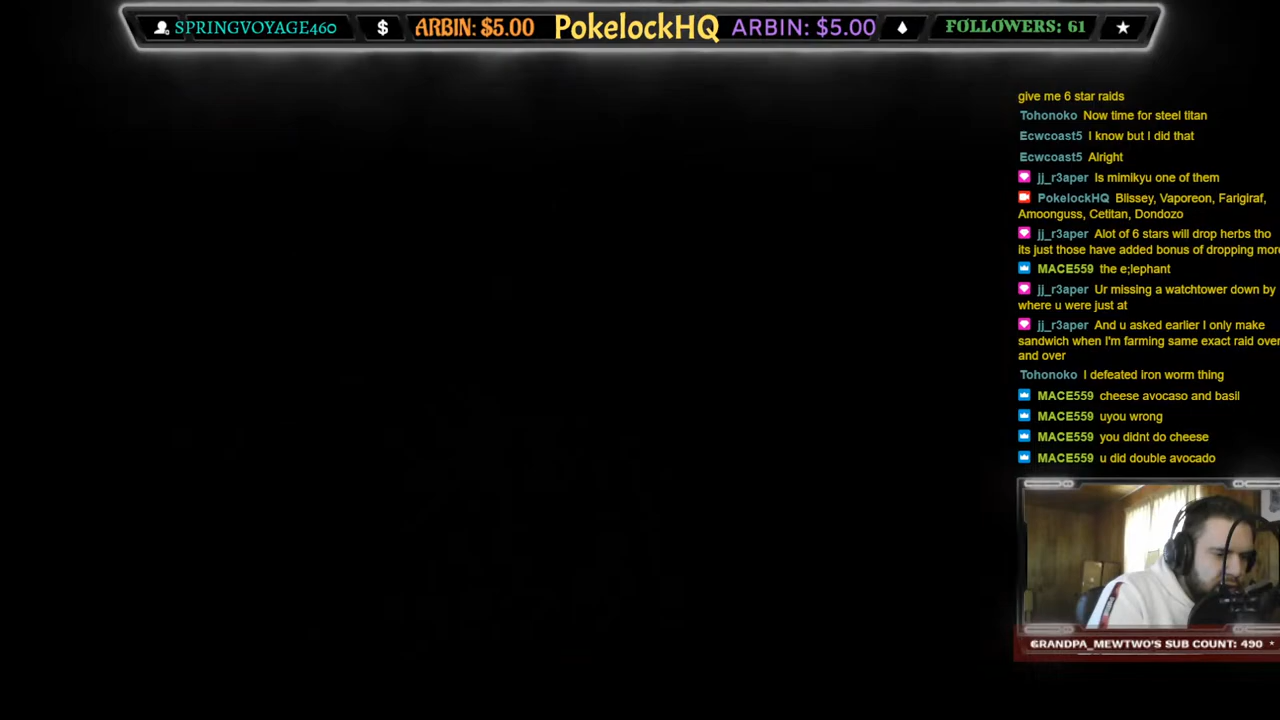 SPRINGVOYAGE460 $ ARBIN: $5.00 PokelockHQ ARBIN: $5.00 FOLLOWERS: 61
give me 6 star raids
Tohonoko Now time for steel titan
Ecwcoast5 I know but I did that
Ecwcoast5 Alright
jj_r3aper Is mimikyu one of them
PokelockHQ Blissey, Vaporeon, Farigiraf,
Amoonguss, Cetitan, Dondozo
jj_r3aper Alot of 6 stars will drop herbs tho
its just those have added bonus of dropping more
MACE559 the e;lephant
jj_r3aper Ur missing a watchtower down by
where u were just at
jj_r3aper And u asked earlier I only make
sandwich when I'm farming same exact raid over
and over
Tohonoko I defeated iron worm thing
MACE559 cheese avocaso and basil
MACE559 uyou wrong
MACE559 you didnt do cheese
MACE559 u did double avocado
GRANDPA_MEWTWO'S SUB COUNT: 490